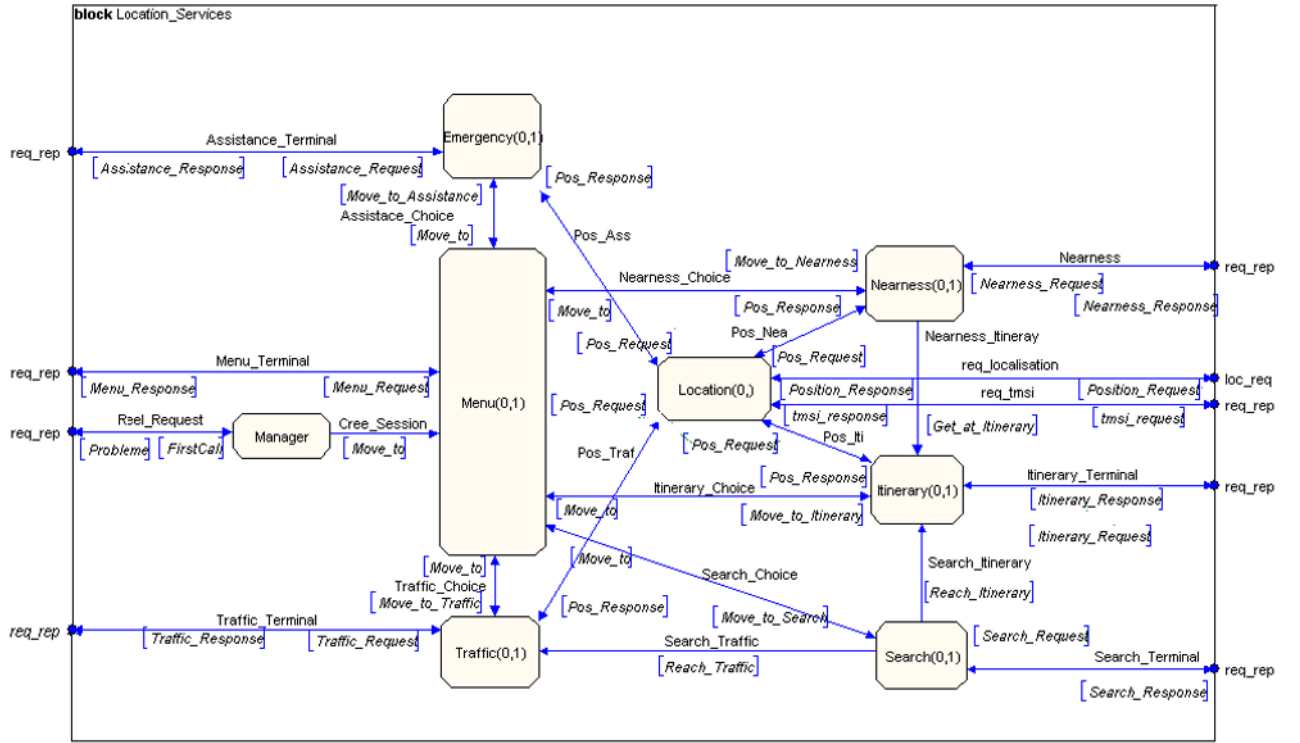 block Location_Services
Emergency(0,1)
Assistance_Terminal
req_rep
[Assistance_Response]
[Assistance_Request]
[Pos_Response]
[Move_to_Assistance]
Assistace_Choice
[Move_to]
Pos_Ass
[Move_to_Nearness]
Nearness
Nearness_Choice
req_rep
Nearness(0,1)
[Nearness_Request]
[Nearness_Response]
[Move_to]
[Pos_Response]
Pos_Nea
Nearness_Itineray
[Pos_Request]
[Pos_Request]
Menu_Terminal
req_rep
[Menu_Response]
[Menu_Request]
req_localisation
Location(0,)
[Position_Response]
[Position_Request]
loc_req
req_tmsi
Menu(0,1)
[Pos_Request]
[tmsi_response]
[tmsi_request]
req_rep
Reel_Request
Cree_Session
req_rep
Manager
[Get_at_Itinerary]
[Probleme]
[FirstCall]
[Move_to]
[Pos_Request]
Pos_Iti
Pos_Traf
[Pos_Response]
Itinerary_Choice
Itinerary(0,1)
Itinerary_Terminal
req_rep
[Itinerary_Response]
[Move_to]
[Move_to_Itinerary]
[Itinerary_Request]
[Move_to]
[Move_to]
Search_Itinerary
Search_Choice
Traffic_Choice
[Reach_Itinerary]
[Move_to_Traffic]
[Pos_Response]
[Move_to_Search]
Traffic_Terminal
req_rep
[Traffic_Response]
[Traffic_Request]
[Search_Request]
Search_Traffic
Traffic(0,1)
Search(0,1)
Search_Terminal
[Reach_Traffic]
req_rep
[Search_Response]